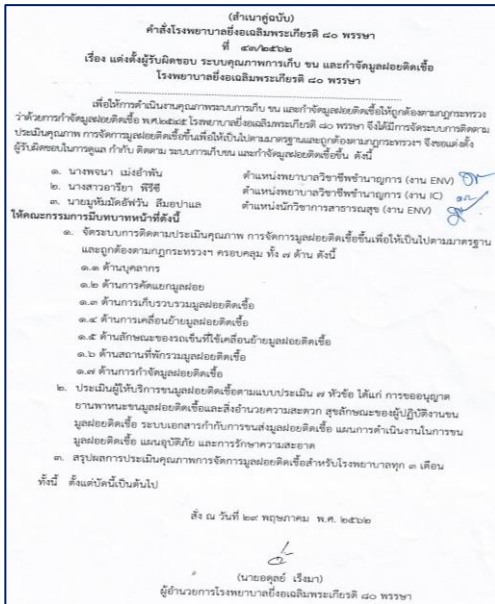 (สำเนาคู่ฉบับ)
คำสั่งโรงพยาบาลยี่งอเฉลิมพระเกียรติ ๘๐ พรรษา
ที่ ๔๓/๒๕๖๒
เรื่อง แต่งตั้งผู้รับผิดชอบ ระบบคุณภาพการเก็บ ขน และกำจัดมูลฝอยติดเชื้อ
โรงพยาบาลยี่งอเฉลิมพระเกียรติ ๘๐ พรรษา
เพื่อให้การดำเนินงานคุณภาพระบบการเก็บ ขน และกำจัดมูลฝอยติดเชื้อให้ถูกต้องตามกฎกระทรวง
ว่าด้วยการกำจัดมูลฝอยติดเชื้อ พ.ศ.๒๕๔๕ โรงพยาบาลยี่งอเฉลิมพระเกียรติ ๘๐ พรรษา จึงได้มีการจัดระบบการติดตาม
ประเมินคุณภาพ การจัดการมูลฝอยติดเชื้อขึ้นเพื่อให้เป็นไปตามมาตรฐานและถูกต้องตามกฎกระทรวงฯ จึงขอแต่งตั้ง
ผู้รับผิดชอบในการดูแล กำกับ ติดตาม ระบบการเก็บขน และกำจัดมูลฝอยติดเชื้อขึ้น ดังนี้
๑. นางพจนา เม่งอำพัน ตำแหน่งพยาบาลวิชาชีพชำนาญการ (งาน ENV)
๒. นางสาวอารียา พิริซี ตำแหน่งพยาบาลวิชาชีพชำนาญการ (งาน IC)
๓. นายมูหัมมัดอัฟวัน ลีมอปาแล ตำแหน่งนักวิชาการสาธารณสุข (งาน ENV)
ให้คณะกรรมการมีบทบาทหน้าที่ดังนี้
๑. จัดระบบการติดตามประเมินคุณภาพ การจัดการมูลฝอยติดเชื้อขึ้นเพื่อให้เป็นไปตามมาตรฐาน
และถูกต้องตามกฎกระทรวงฯ ครอบคลุม ทั้ง ๗ ด้าน ดังนี้
๑.๑ ด้านบุคลากร
๑.๒ ด้านการคัดแยกมูลฝอย
๑.๓ ด้านการเก็บรวบรวมมูลฝอยติดเชื้อ
๑.๔ ด้านการเคลื่อนย้ายมูลฝอยติดเชื้อ
๑.๕ ด้านลักษณะของรถเข็นที่ใช้เคลื่อนย้ายมูลฝอยติดเชื้อ
๑.๖ ด้านสถานที่พักรวมมูลฝอยติดเชื้อ
๑.๗ ด้านการกำจัดมูลฝอยติดเชื้อ
๒. ประเมินผู้ให้บริการขนมูลฝอยติดเชื้อตามแบบประเมิน ๗ หัวข้อ ได้แก่ การขออนุญาต
ยานพาหนะขนมูลฝอยติดเชื้อและสิ่งอำนวยความสะดวก สุขลักษณะของผู้ปฏิบัติงานขน
มูลฝอยติดเชื้อ ระบบเอกสารกำกับการขนส่งมูลฝอยติดเชื้อ แผนการดำเนินงานในการขน
มูลฝอยติดเชื้อ แผนอุบัติภัย และการรักษาความสะอาด
๓. สรุปผลการประเมินคุณภาพการจัดการมูลฝอยติดเชื้อสำหรับโรงพยาบาลทุก ๓ เดือน
ทั้งนี้ ตั้งแต่บัดนี้เป็นต้นไป
สั่ง ณ วันที่ ๒๙ พฤษภาคม พ.ศ. ๒๕๖๒
(นายอดุลย์ เร็งมา)
ผู้อำนวยการโรงพยาบาลยี่งอเฉลิมพระเกียรติ ๘๐ พรรษา